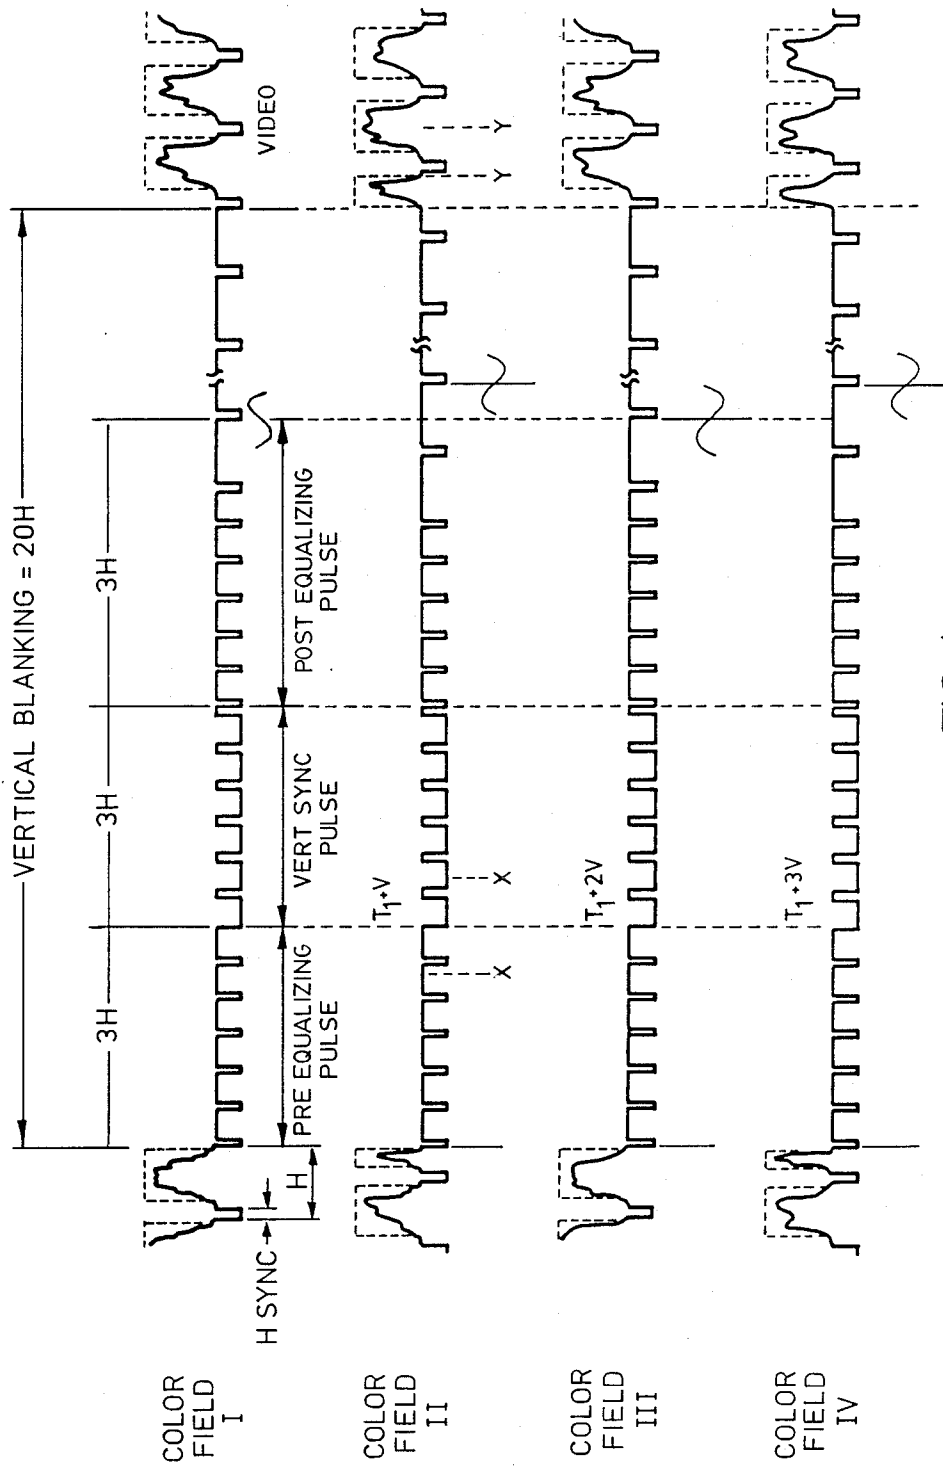 VERTICAL BLANKING = 20H
3H
3H
3H
COLOR
FIELD
I
H SYNC
H
PRE EQUALIZING
PULSE
VERT SYNC
PULSE
POST EQUALIZING
PULSE
VIDEO
COLOR
FIELD
II
T1+V
X
X
Y
Y
COLOR
FIELD
III
T1+2V
COLOR
FIELD
IV
T1+3V